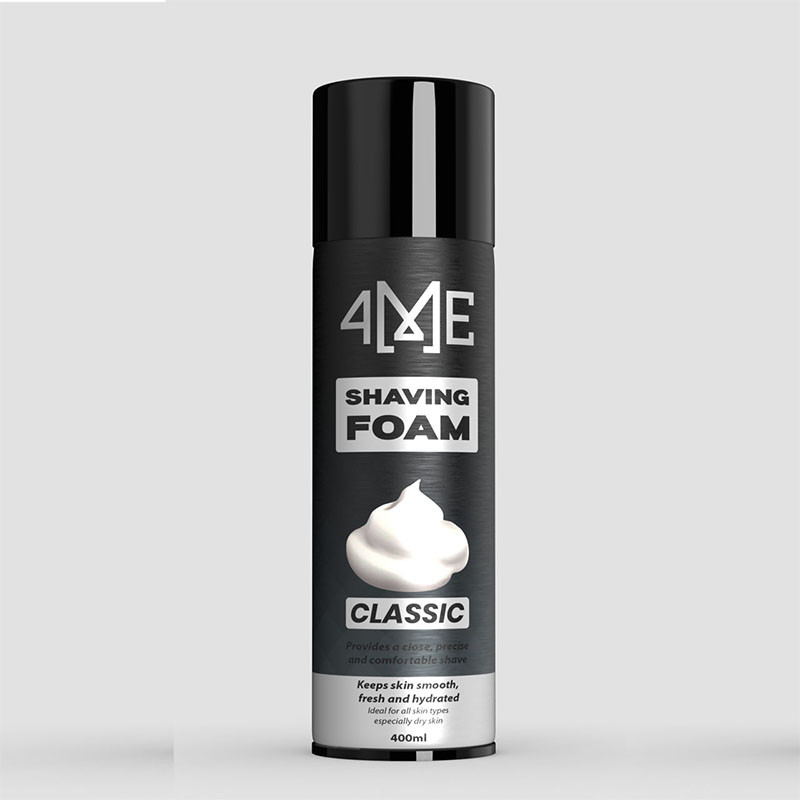 4ME
SHAVING
FOAM
CLASSIC
Provides a close, precise
and comfortable shave
Keeps skin smooth,
fresh and hydrated
Ideal for all skin types
especially dry skin
400ml